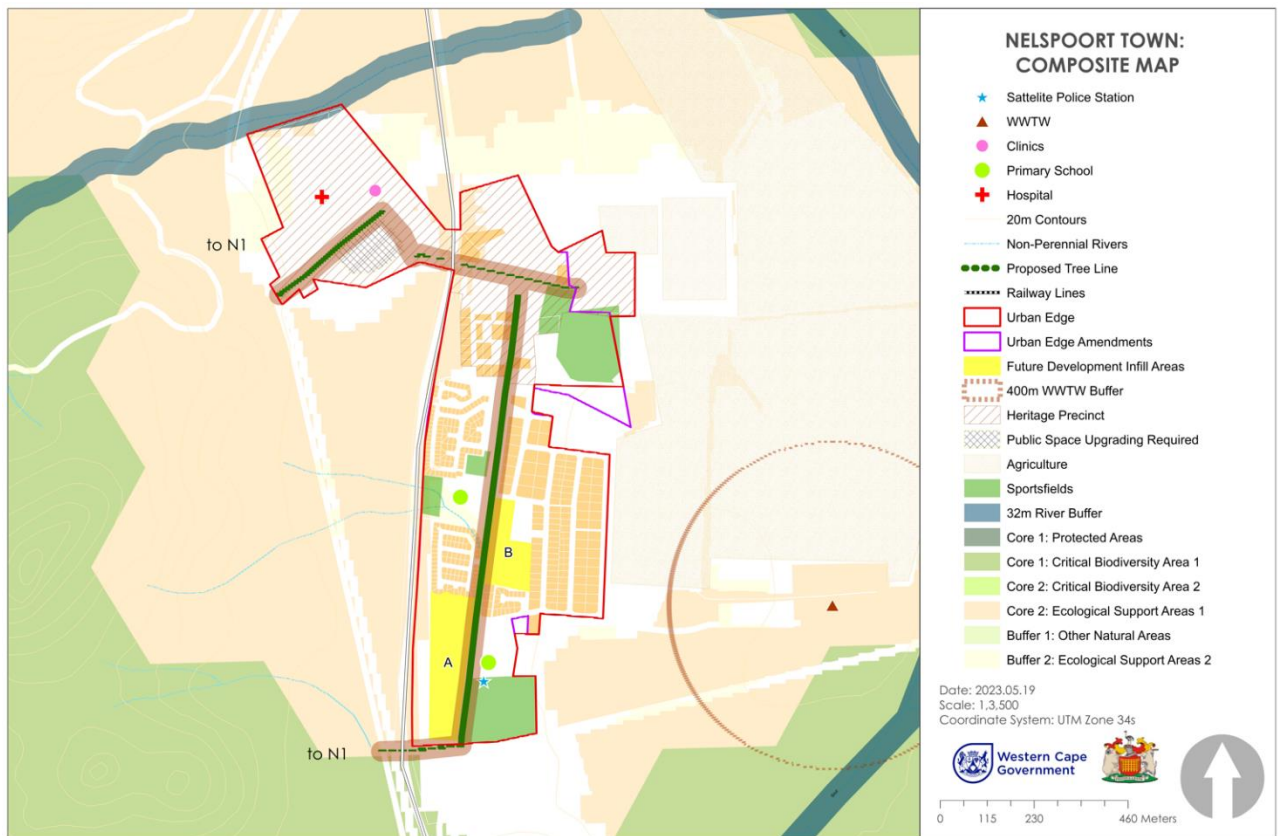 NELSPOORT TOWN:
COMPOSITE MAP
Sattelite Police Station
WWTW
Clinics
Primary School
Hospital
20m Contours
Non-Perennial Rivers
Proposed Tree Line
Railway Lines
Urban Edge
Urban Edge Amendments
Future Development Infill Areas
400m WWTW Buffer
Heritage Precinct
Public Space Upgrading Required
Agriculture
Sportsfields
32m River Buffer
Core 1: Protected Areas
Core 1: Critical Biodiversity Area 1
Core 2: Critical Biodiversity Area 2
Core 2: Ecological Support Areas 1
Buffer 1: Other Natural Areas
Buffer 2: Ecological Support Areas 2
Date: 2023.05.19
Scale: 1,3,500
Coordinate System: UTM Zone 34s
Western Cape
Government
0 115 230 460 Meters
to N1
B
A
to N1